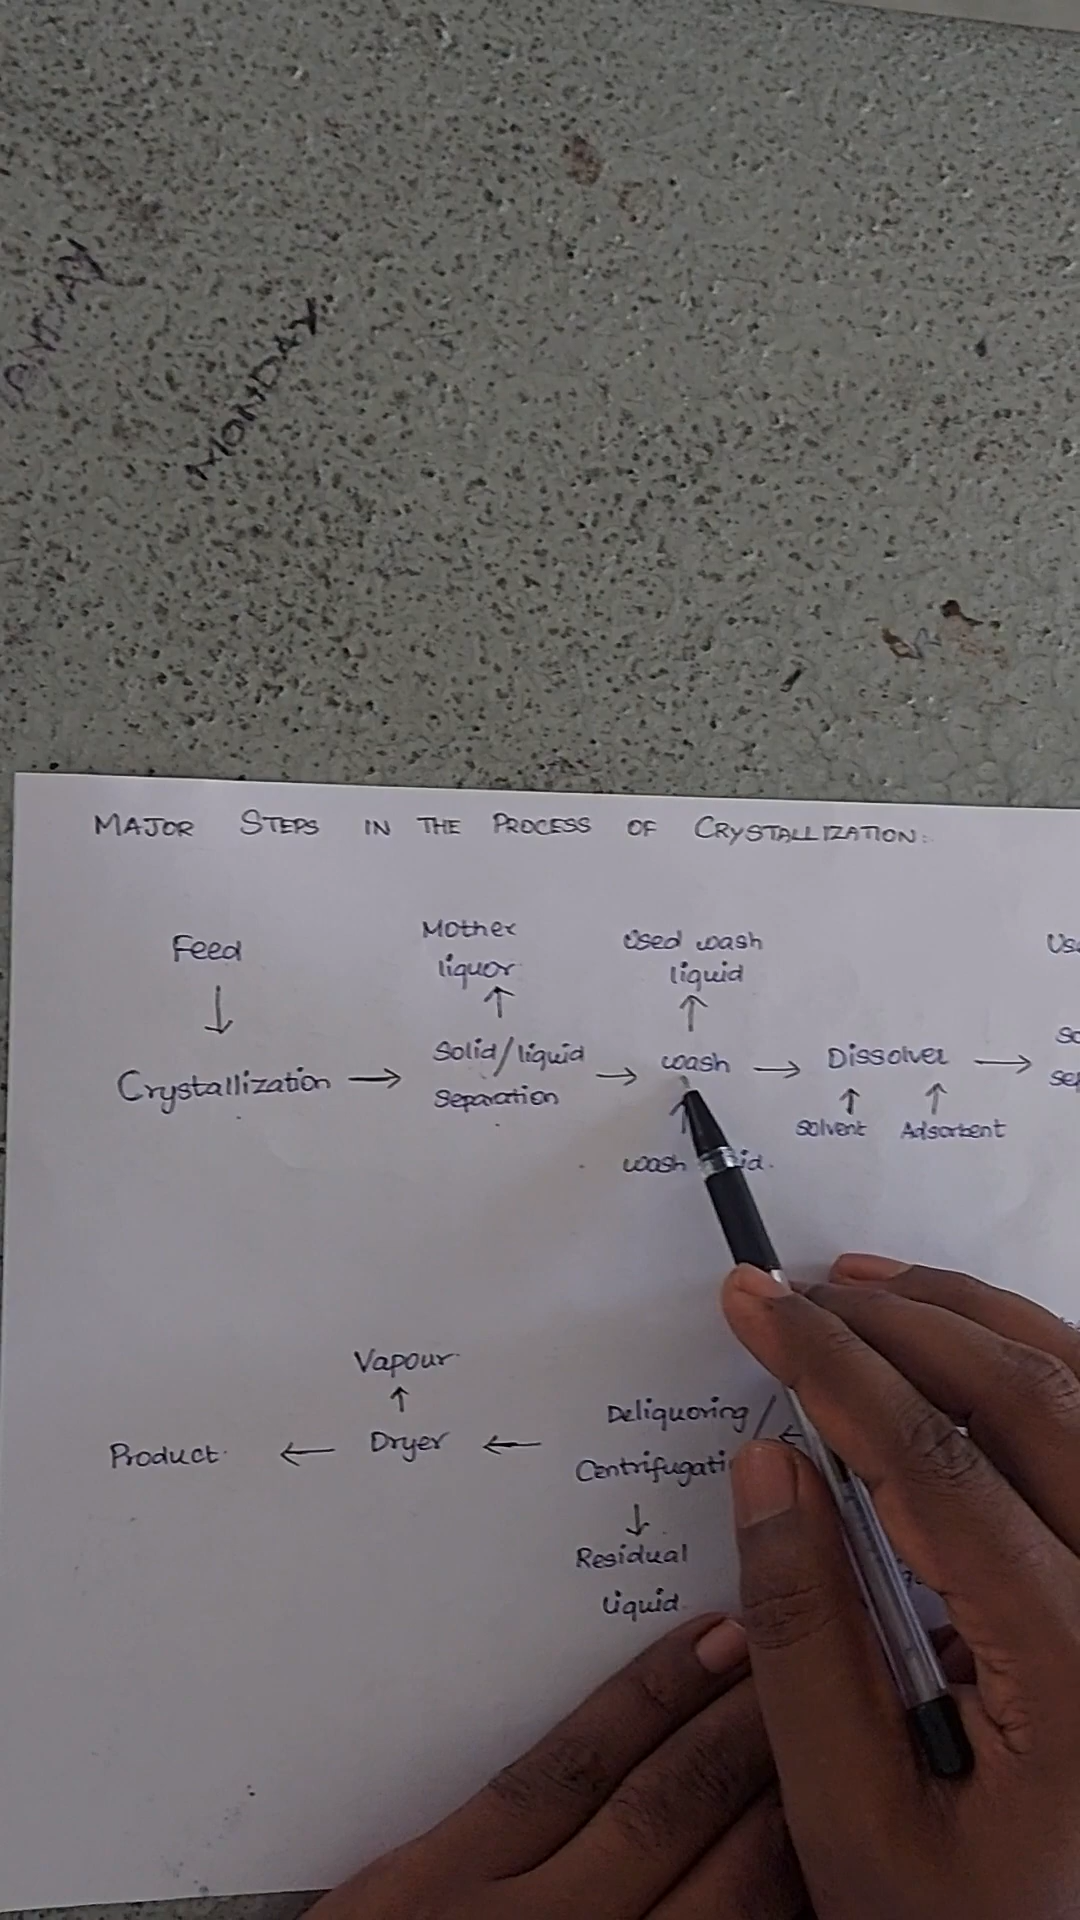 MONDAY
MAJOR STEPS IN THE PROCESS OF CRYSTALLIZATION:
Feed
Mother
liquor
Used wash
liquid
Crystallization
Solid/liquid
Separation
wash
Dissolver
Solvent
Adsorbent
wash
Vapour
Product
Dryer
Deliquoring/
Residual
liquid